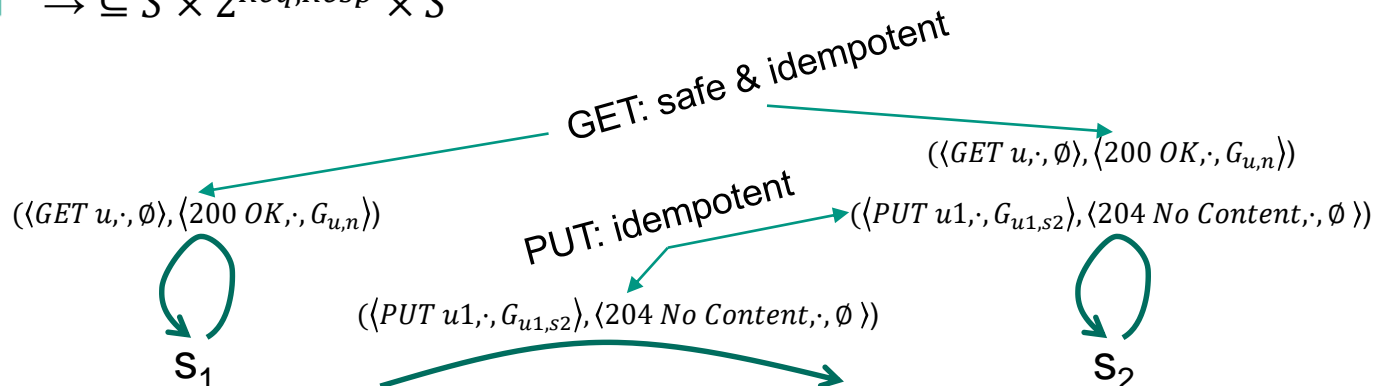 → ⊆ S × 2^{Req,Resp} × S
GET: safe & idempotent
(⟨GET u,·, ∅⟩, ⟨200 OK,·, G_{u,n}⟩)
(⟨GET u,·, ∅⟩, ⟨200 OK,·, G_{u,n}⟩)
PUT: idempotent
(⟨PUT u1,·, G_{u1,s2}⟩, ⟨204 No Content,·, ∅ ⟩)
(⟨PUT u1,·, G_{u1,s2}⟩, ⟨204 No Content,·, ∅ ⟩)
s₁
s₂